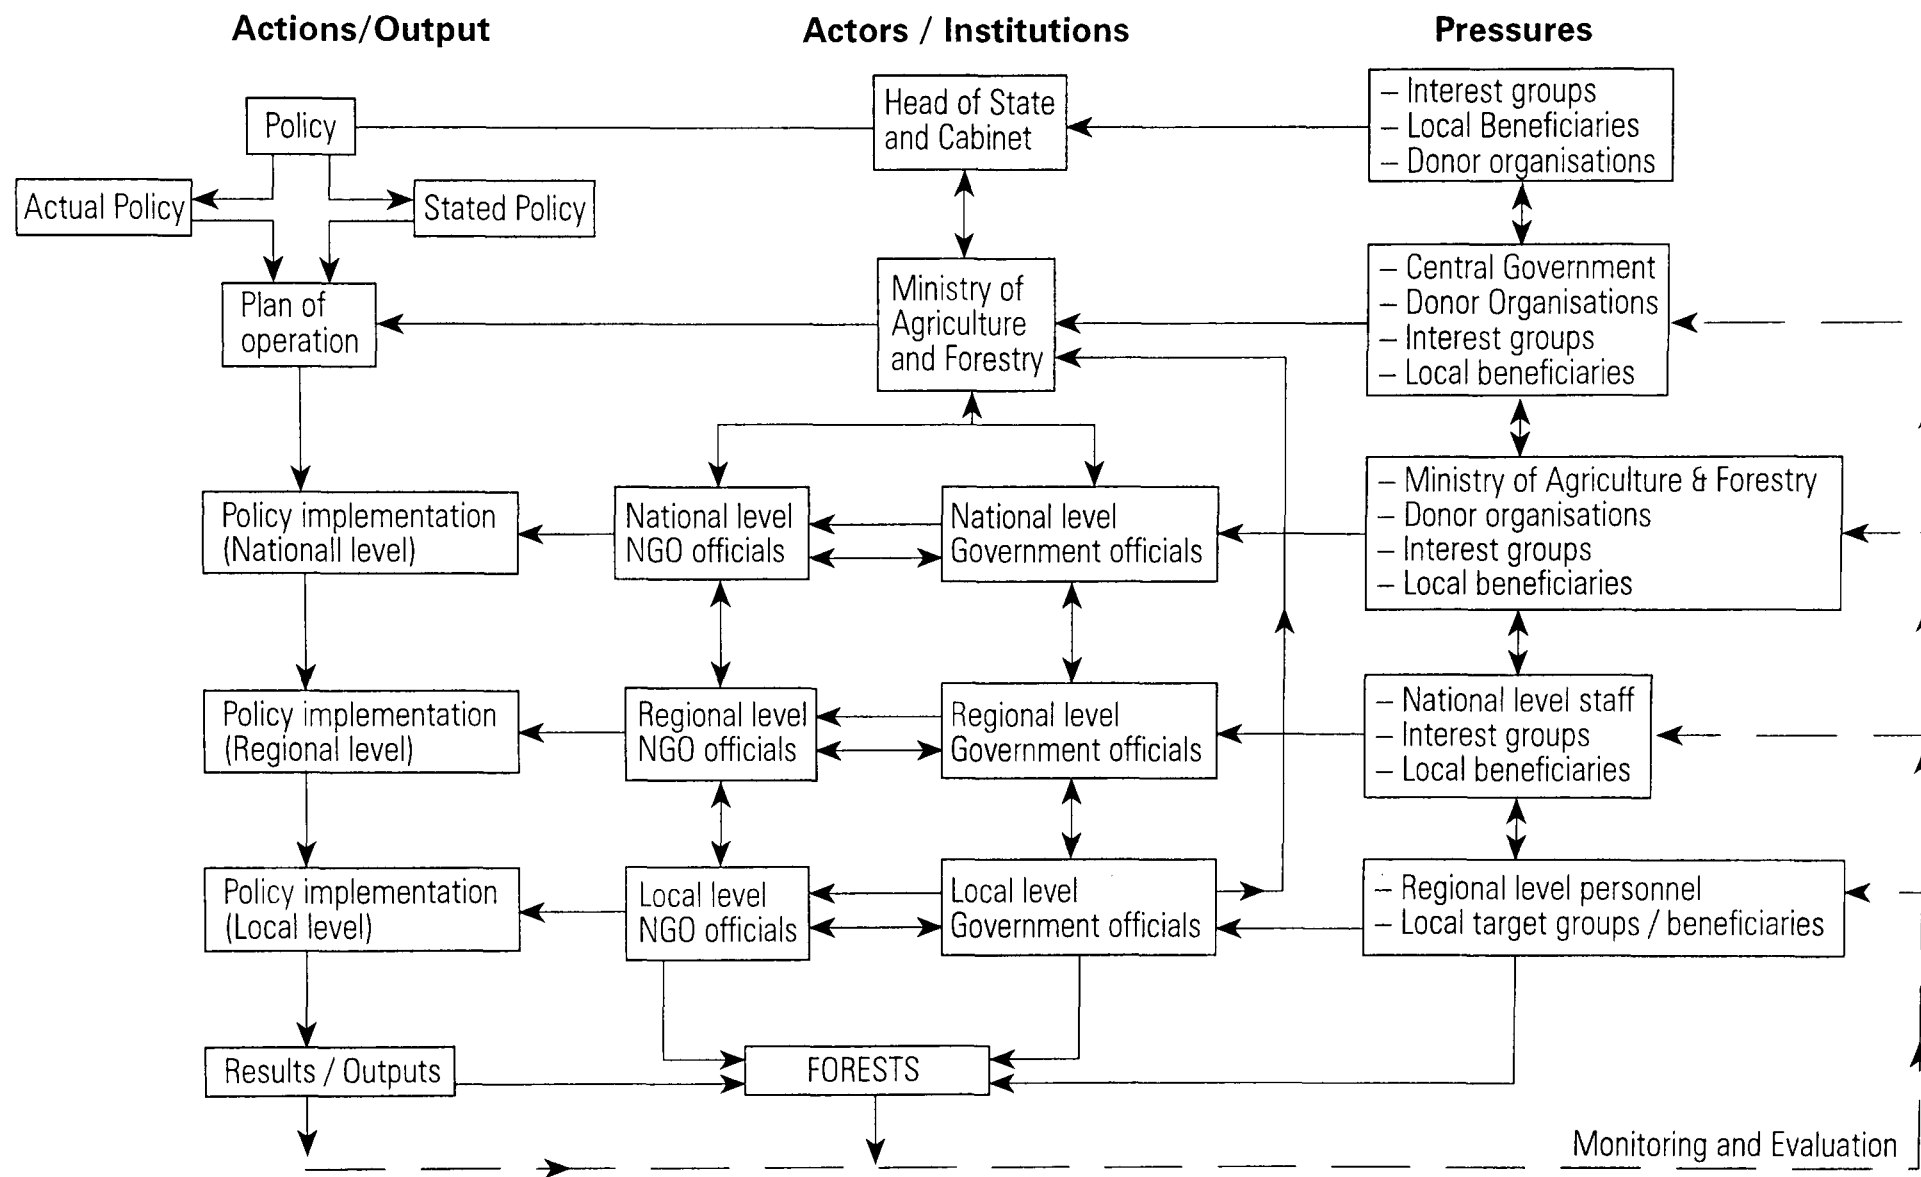 Actions/Output
Actors / Institutions
Pressures
Policy
Actual Policy
Stated Policy
Plan of
operation
Policy implementation
(Nationall level)
Policy implementation
(Regional level)
Policy implementation
(Local level)
Results / Outputs
Head of State
and Cabinet
Ministry of
Agriculture
and Forestry
National level
NGO officials
National level
Government officials
Regional level
NGO officials
Regional level
Government officials
Local level
NGO officials
Local level
Government officials
FORESTS
– Interest groups
– Local Beneficiaries
– Donor organisations
– Central Government
– Donor Organisations
– Interest groups
– Local beneficiaries
– Ministry of Agriculture & Forestry
– Donor organisations
– Interest groups
– Local beneficiaries
– National level staff
– Interest groups
– Local beneficiaries
– Regional level personnel
– Local target groups / beneficiaries
Monitoring and Evaluation